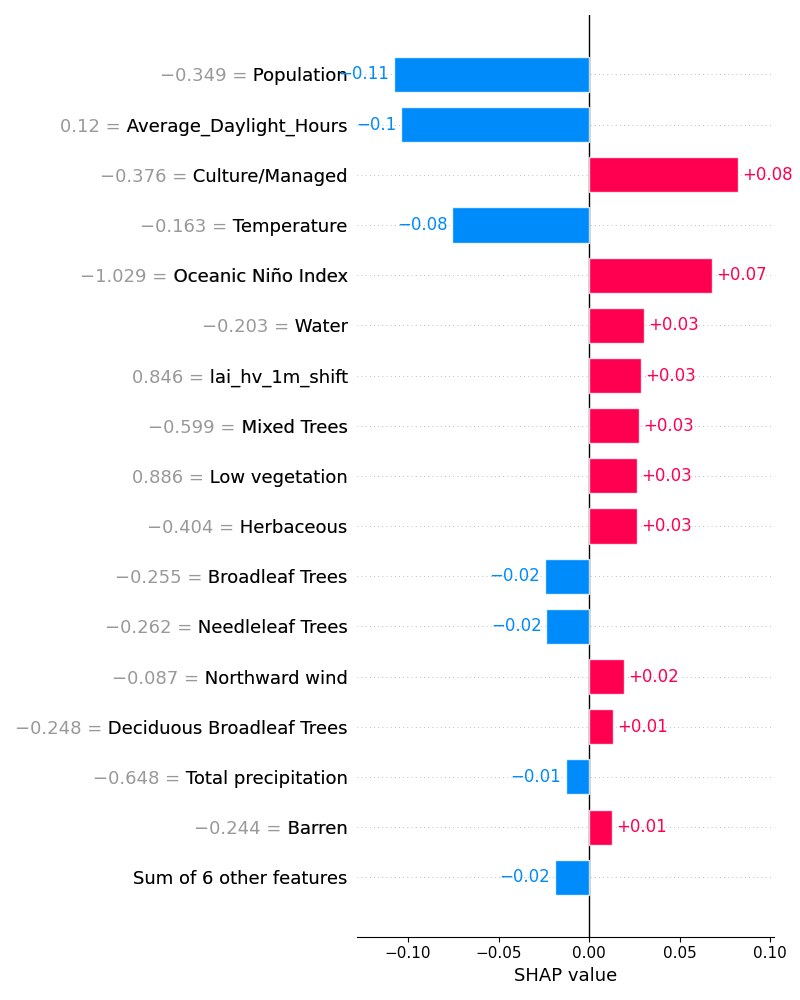 −0.349 = Population −0.11
0.12 = Average_Daylight_Hours −0.1
−0.376 = Culture/Managed +0.08
−0.163 = Temperature −0.08
−1.029 = Oceanic Niño Index +0.07
−0.203 = Water +0.03
0.846 = lai_hv_1m_shift +0.03
−0.599 = Mixed Trees +0.03
0.886 = Low vegetation +0.03
−0.404 = Herbaceous +0.03
−0.255 = Broadleaf Trees −0.02
−0.262 = Needleleaf Trees −0.02
−0.087 = Northward wind +0.02
−0.248 = Deciduous Broadleaf Trees +0.01
−0.648 = Total precipitation −0.01
−0.244 = Barren +0.01
Sum of 6 other features −0.02
−0.10 −0.05 0.00 0.05 0.10
SHAP value